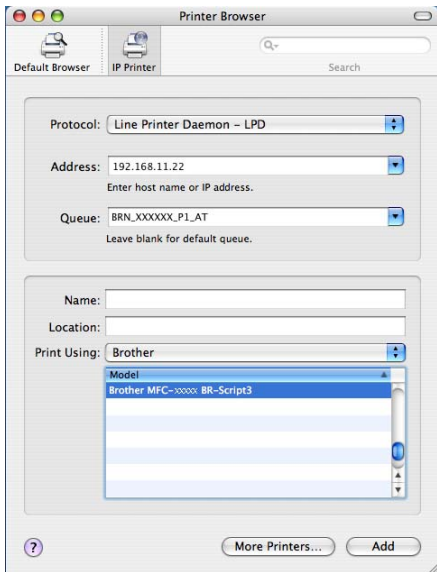 Printer Browser
Default Browser
IP Printer
Search
Protocol: Line Printer Daemon – LPD
Address: 192.168.11.22
Enter host name or IP address.
Queue: BRN_XXXXXX_P1_AT
Leave blank for default queue.
Name:
Location:
Print Using: Brother
Model
Brother MFC-xxxxx BR-Script3
?
More Printers...
Add